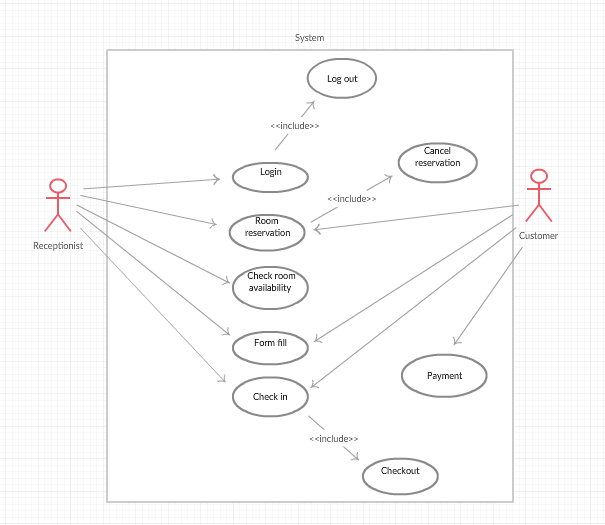 System
Log out
<<include>>
Cancel
reservation
Login
<<include>>
Room
reservation
Receptionist
Customer
Check room
availability
Form fill
Payment
Check in
<<include>>
Checkout